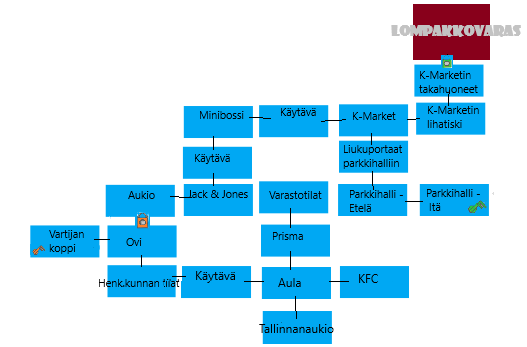 LOMPAKKOVARAS
K-Marketin
takahuoneet
Minibossi
Käytävä
K-Market
K-Marketin
lihatiski
Käytävä
Liukuportaat
parkkihalliin
Aukio
Jack & Jones
Varastotilat
Parkkihalli -
Etelä
Parkkihalli -
Itä
Vartijan
koppi
Ovi
Prisma
Henk.kunnan tilat
Käytävä
Aula
KFC
Tallinnanaukio